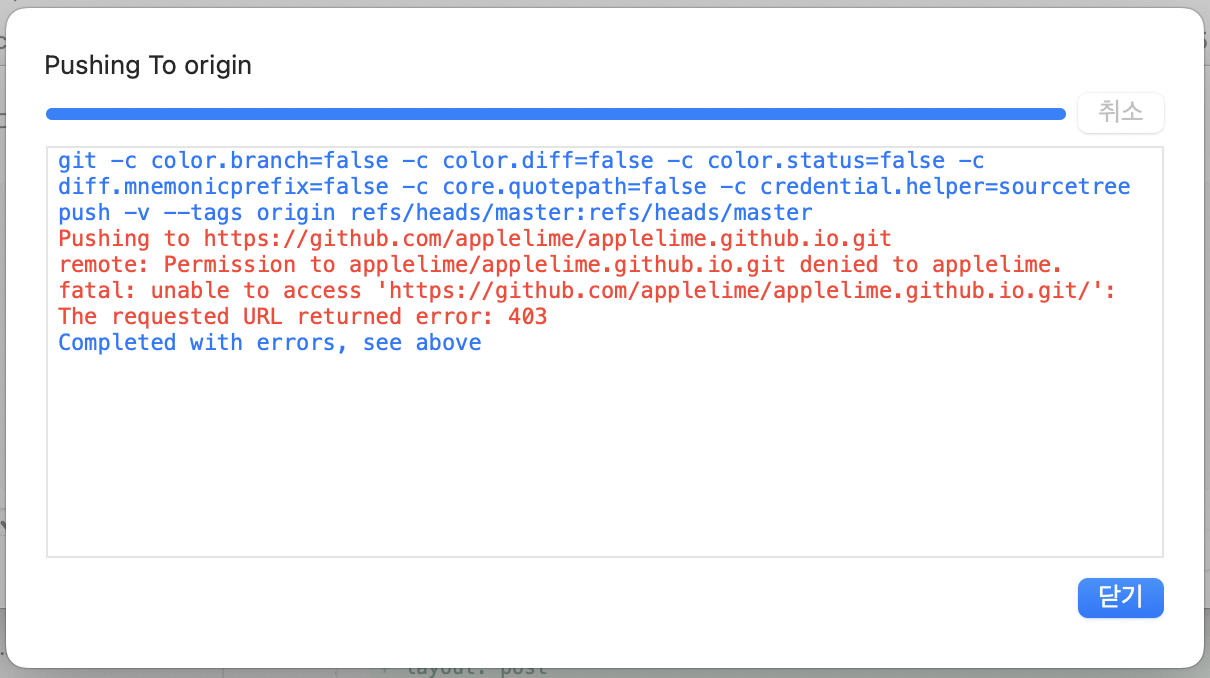 Pushing To origin
취소
git -c color.branch=false -c color.diff=false -c color.status=false -c
diff.mnemonicprefix=false -c core.quotepath=false -c credential.helper=sourcetree
push -v --tags origin refs/heads/master:refs/heads/master
Pushing to https://github.com/applelime/applelime.github.io.git
remote: Permission to applelime/applelime.github.io.git denied to applelime.
fatal: unable to access 'https://github.com/applelime/applelime.github.io.git/':
The requested URL returned error: 403
Completed with errors, see above
닫기
layout: post